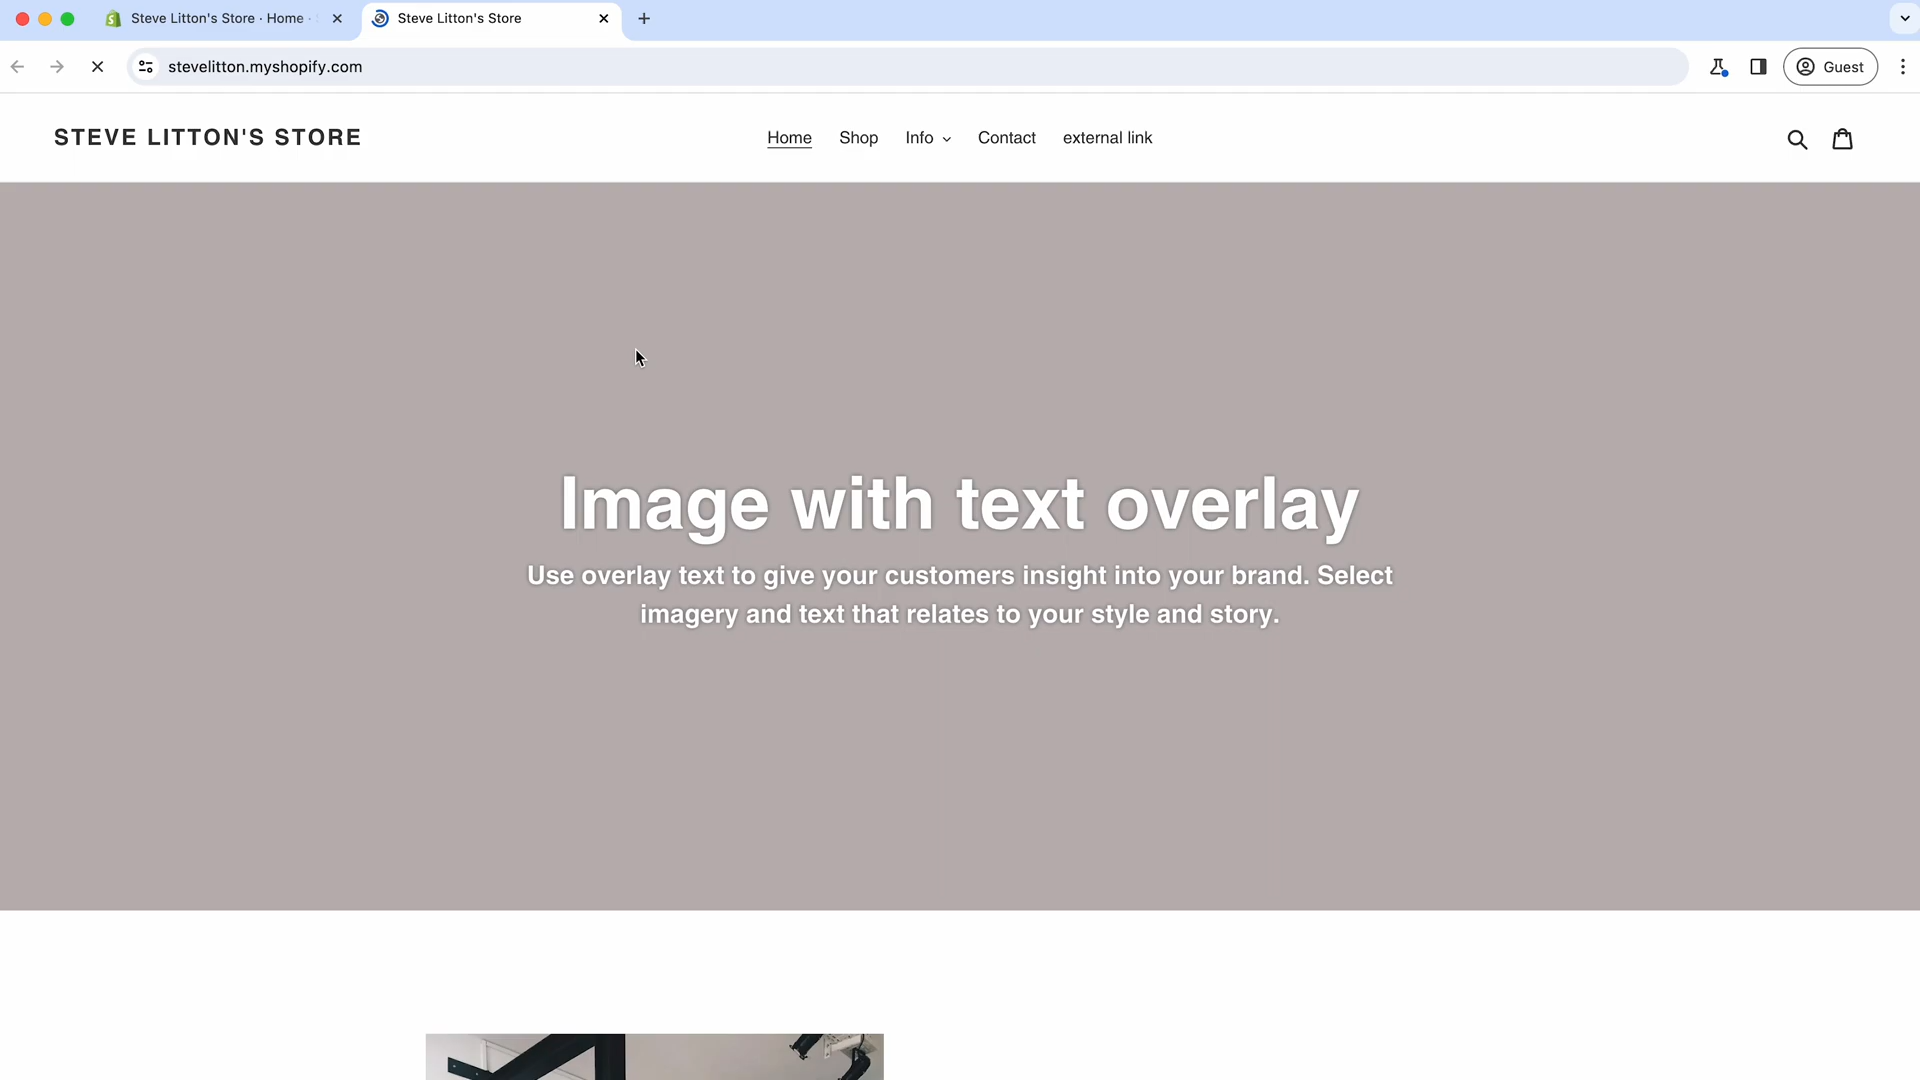 Steve Litton's Store · Home ·
Steve Litton's Store
stevelitton.myshopify.com
Guest
STEVE LITTON'S STORE
Home
Shop
Info
Contact
external link
Image with text overlay
Use overlay text to give your customers insight into your brand. Select
imagery and text that relates to your style and story.